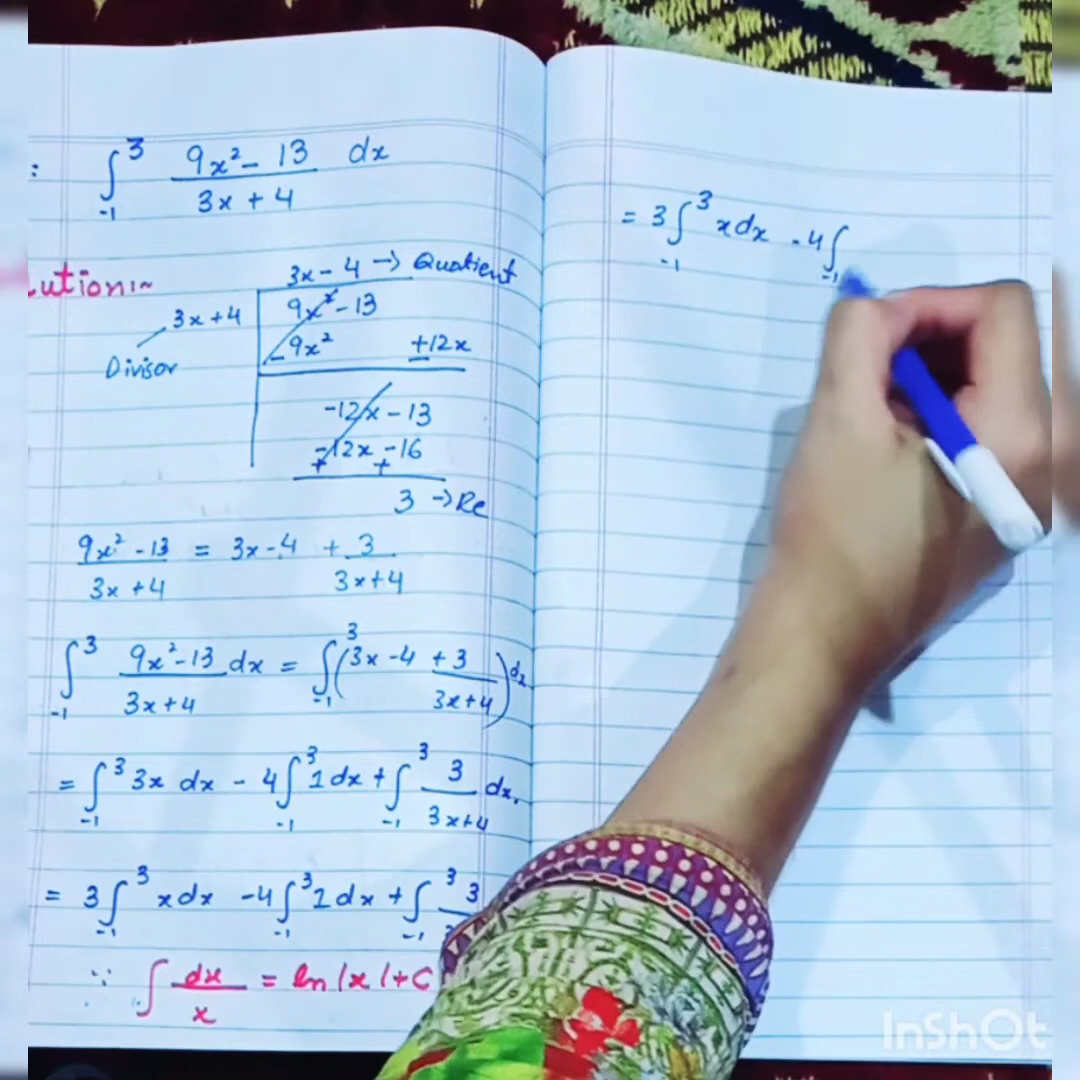 : ∫₋₁³ (9x² - 13)/(3x + 4) dx
lution:~
3x - 4 → Quatient
3x + 4 9x² - 13
Divisor - 9x² + 12x
-12x - 13
-12x - 16
+ +
3 → Re
(9x² - 13)/(3x + 4) = 3x - 4 + 3/(3x + 4)
∫₋₁³ (9x² - 13)/(3x + 4) dx = ∫₋₁³ (3x - 4 + 3/(3x + 4)) dx
= ∫₋₁³ 3x dx - 4∫₋₁³ 1 dx + ∫₋₁³ 3/(3x + 4) dx.
= 3∫₋₁³ x dx - 4∫₋₁³ 1 dx + ∫₋₁³ 3
∵ ∫ dx/x = ln |x| + C
= 3∫₋₁³ x dx - 4∫₋₁
InShOt